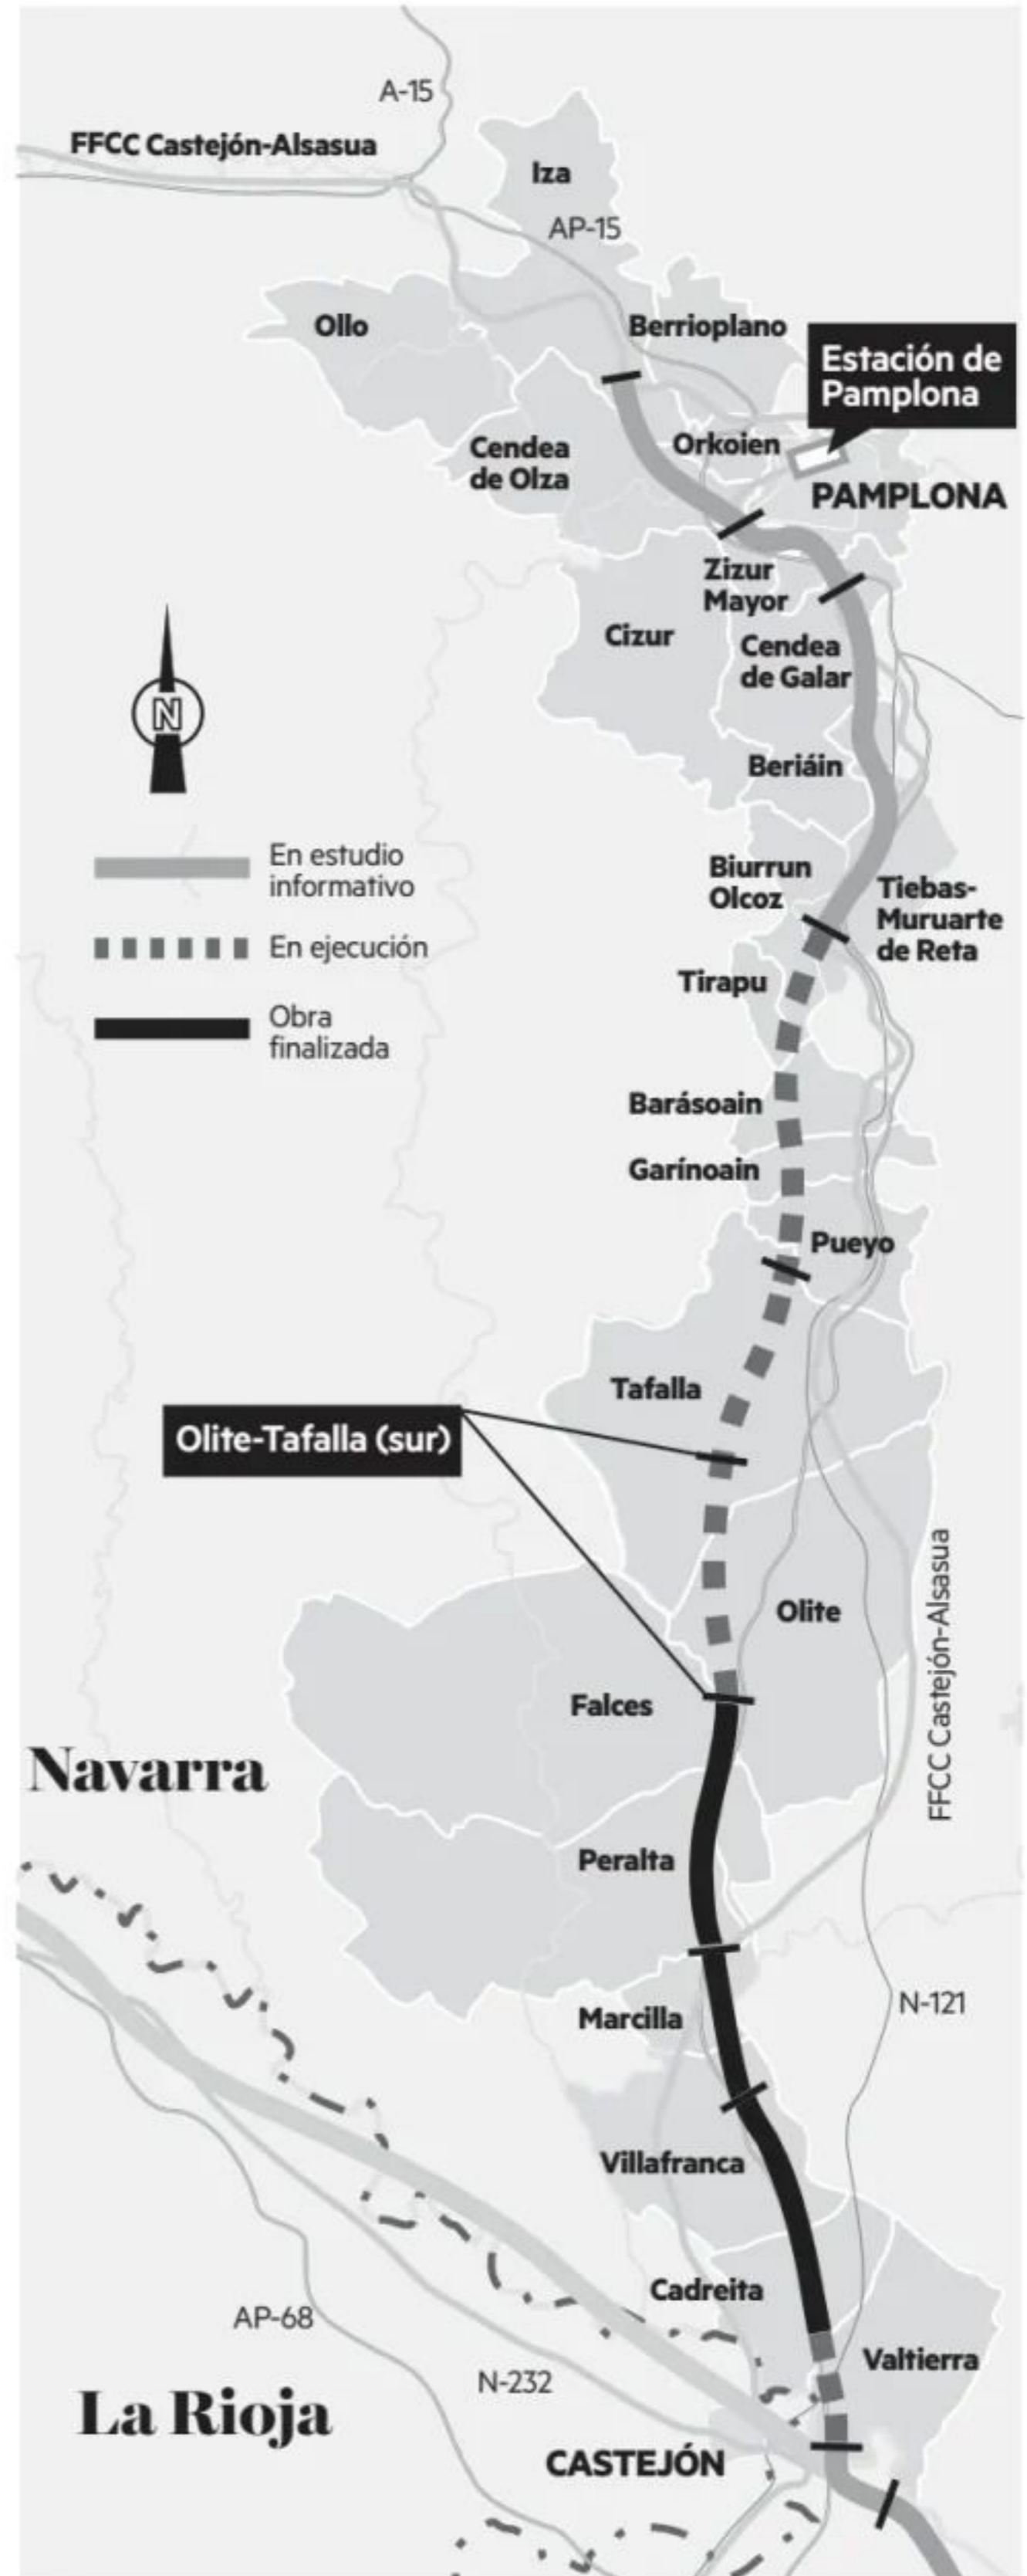 A-15
FFCC Castejón-Alsasua
Iza
AP-15
Ollo
Berrioplano
Estación de
Pamplona
Orkoien
Cendea
de Olza
PAMPLONA
Zizur
Mayor
Cizur
Cendea
de Galar
N
Beriáin
En estudio
informativo
Biurrun
Olcoz
Tiebas-
Muruarte
de Reta
En ejecución
Tirapu
Obra
finalizada
Barásoain
Garínoain
Pueyo
Tafalla
Olite-Tafalla (sur)
Olite
FFCC Castejón-Alsasua
Falces
Navarra
Peralta
N-121
Marcilla
Villafranca
Cadreita
AP-68
Valtierra
N-232
La Rioja
CASTEJÓN